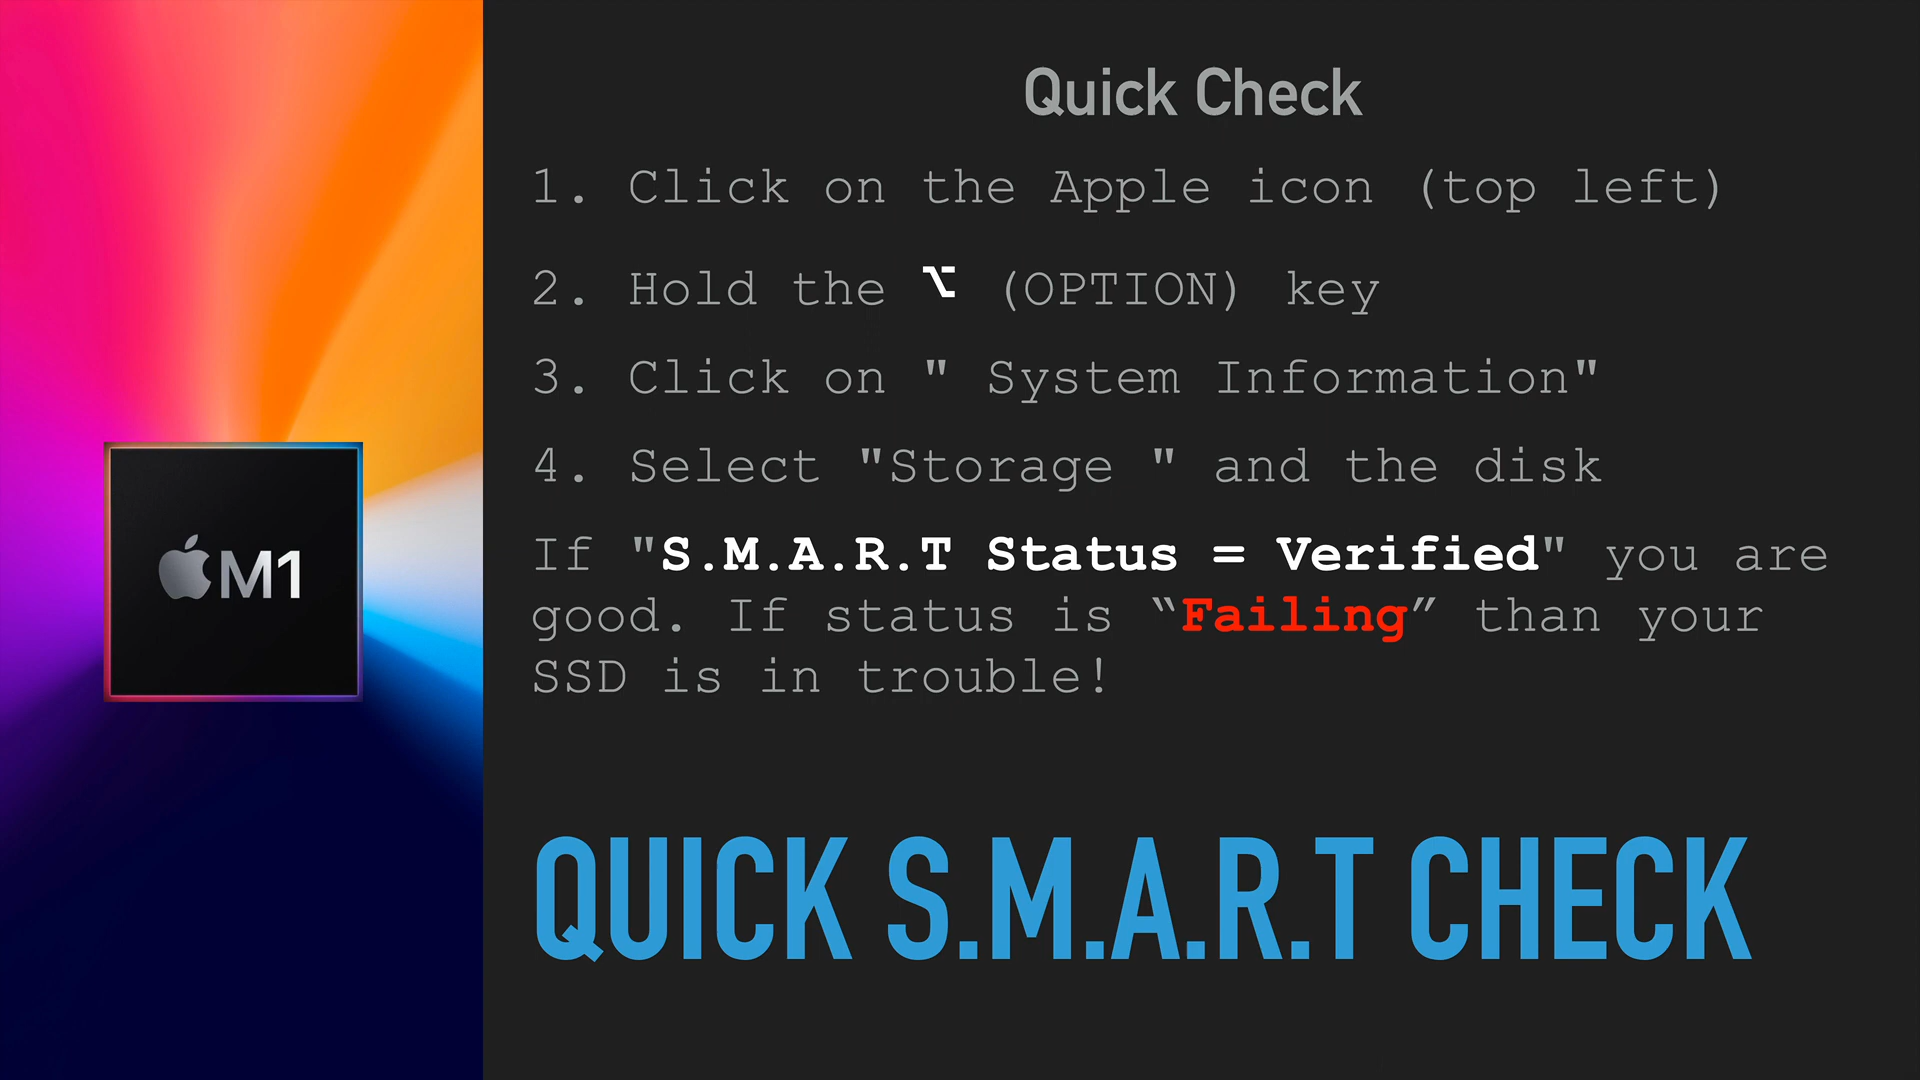 Quick Check
1. Click on the Apple icon (top left)
2. Hold the ⌥ (OPTION) key
3. Click on " System Information"
4. Select "Storage " and the disk
If "S.M.A.R.T Status = Verified" you are
good. If status is “Failing” than your
SSD is in trouble!
M1
QUICK S.M.A.R.T CHECK